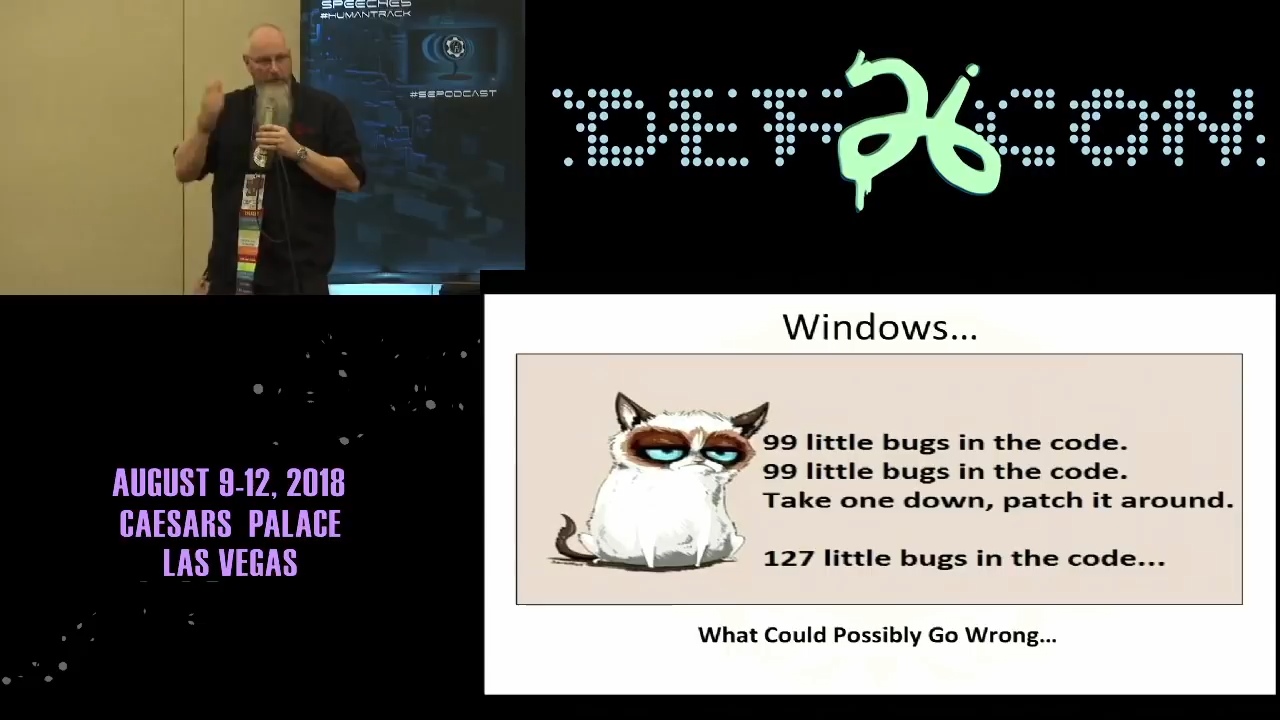 SPEECHES
#HUMANTRACK
#SEPODCAST
DEF 26 CON
AUGUST 9-12, 2018
CAESARS PALACE
LAS VEGAS
Windows...
99 little bugs in the code.
99 little bugs in the code.
Take one down, patch it around.
127 little bugs in the code...
What Could Possibly Go Wrong...